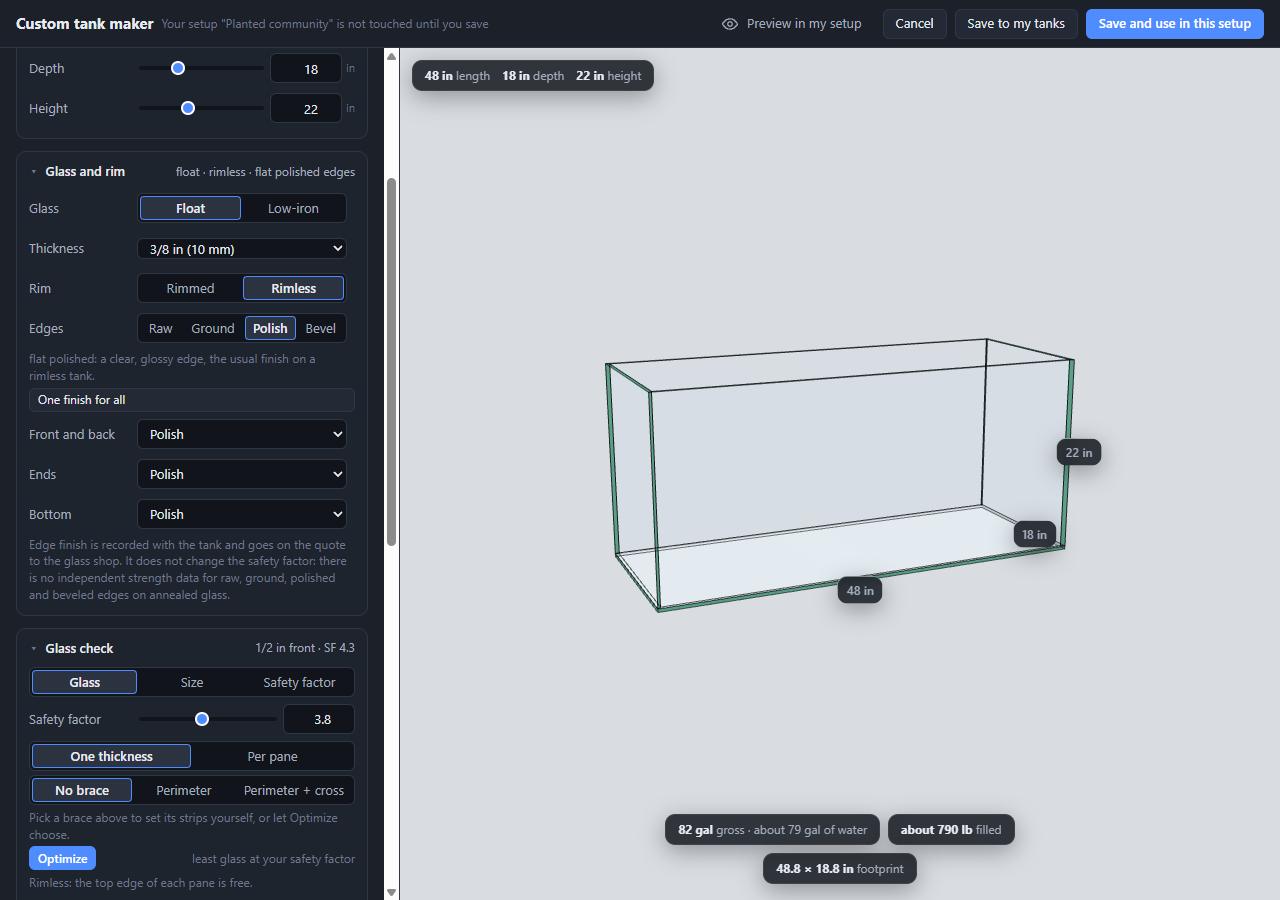 Custom tank maker
Your setup "Planted community" is not touched until you save
Preview in my setup
Cancel
Save to my tanks
Save and use in this setup
Depth
18
in
Height
22
in
Glass and rim
float · rimless · flat polished edges
Glass
Float
Low-iron
Thickness
3/8 in (10 mm)
Rim
Rimmed
Rimless
Edges
Raw
Ground
Polish
Bevel
flat polished: a clear, glossy edge, the usual finish on a
rimless tank.
One finish for all
Front and back
Polish
Ends
Polish
Bottom
Polish
Edge finish is recorded with the tank and goes on the quote
to the glass shop. It does not change the safety factor: there
is no independent strength data for raw, ground, polished
and beveled edges on annealed glass.
Glass check
1/2 in front · SF 4.3
Glass
Size
Safety factor
Safety factor
3.8
One thickness
Per pane
No brace
Perimeter
Perimeter + cross
Pick a brace above to set its strips yourself, or let Optimize
choose.
Optimize
least glass at your safety factor
Rimless: the top edge of each pane is free.
48 in length 18 in depth 22 in height
22 in
18 in
48 in
82 gal gross · about 79 gal of water
about 790 lb filled
48.8 × 18.8 in footprint